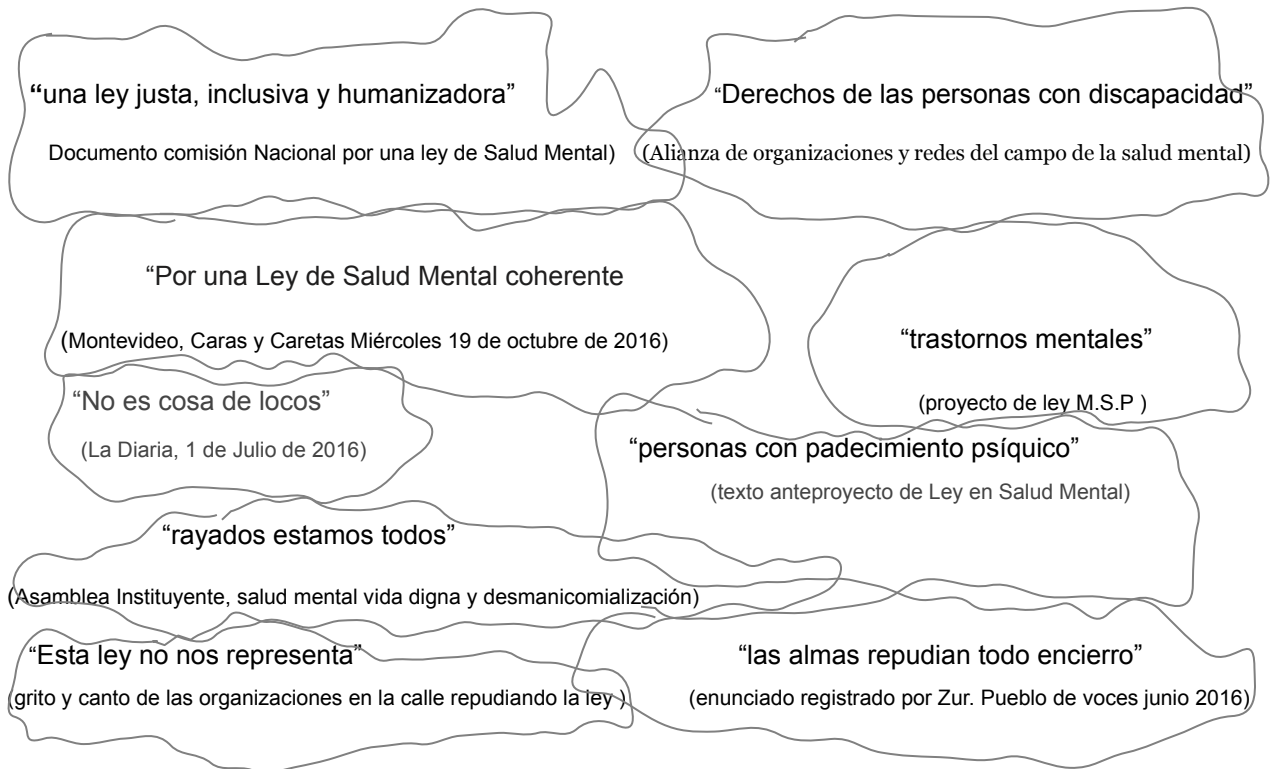 “una ley justa, inclusiva y humanizadora”
Documento comisión Nacional por una ley de Salud Mental)
“Derechos de las personas con discapacidad”
(Alianza de organizaciones y redes del campo de la salud mental)
“Por una Ley de Salud Mental coherente
(Montevideo, Caras y Caretas Miércoles 19 de octubre de 2016)
“trastornos mentales”
(proyecto de ley M.S.P )
“No es cosa de locos”
(La Diaria, 1 de Julio de 2016)
“personas con padecimiento psíquico”
(texto anteproyecto de Ley en Salud Mental)
“rayados estamos todos”
(Asamblea Instituyente, salud mental vida digna y desmanicomialización)
“Esta ley no nos representa”
(grito y canto de las organizaciones en la calle repudiando la ley )
“las almas repudian todo encierro”
(enunciado registrado por Zur. Pueblo de voces junio 2016)